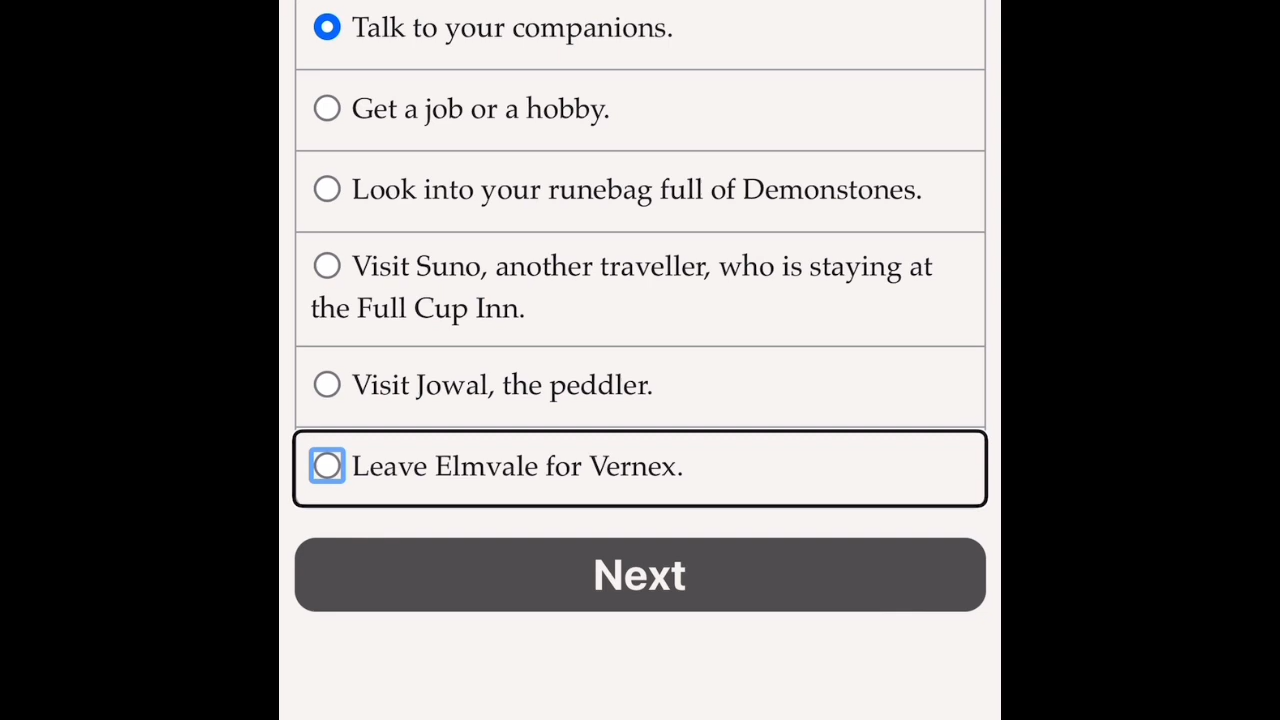 Talk to your companions.
Get a job or a hobby.
Look into your runebag full of Demonstones.
Visit Suno, another traveller, who is staying at
the Full Cup Inn.
Visit Jowal, the peddler.
Leave Elmvale for Vernex.
Next